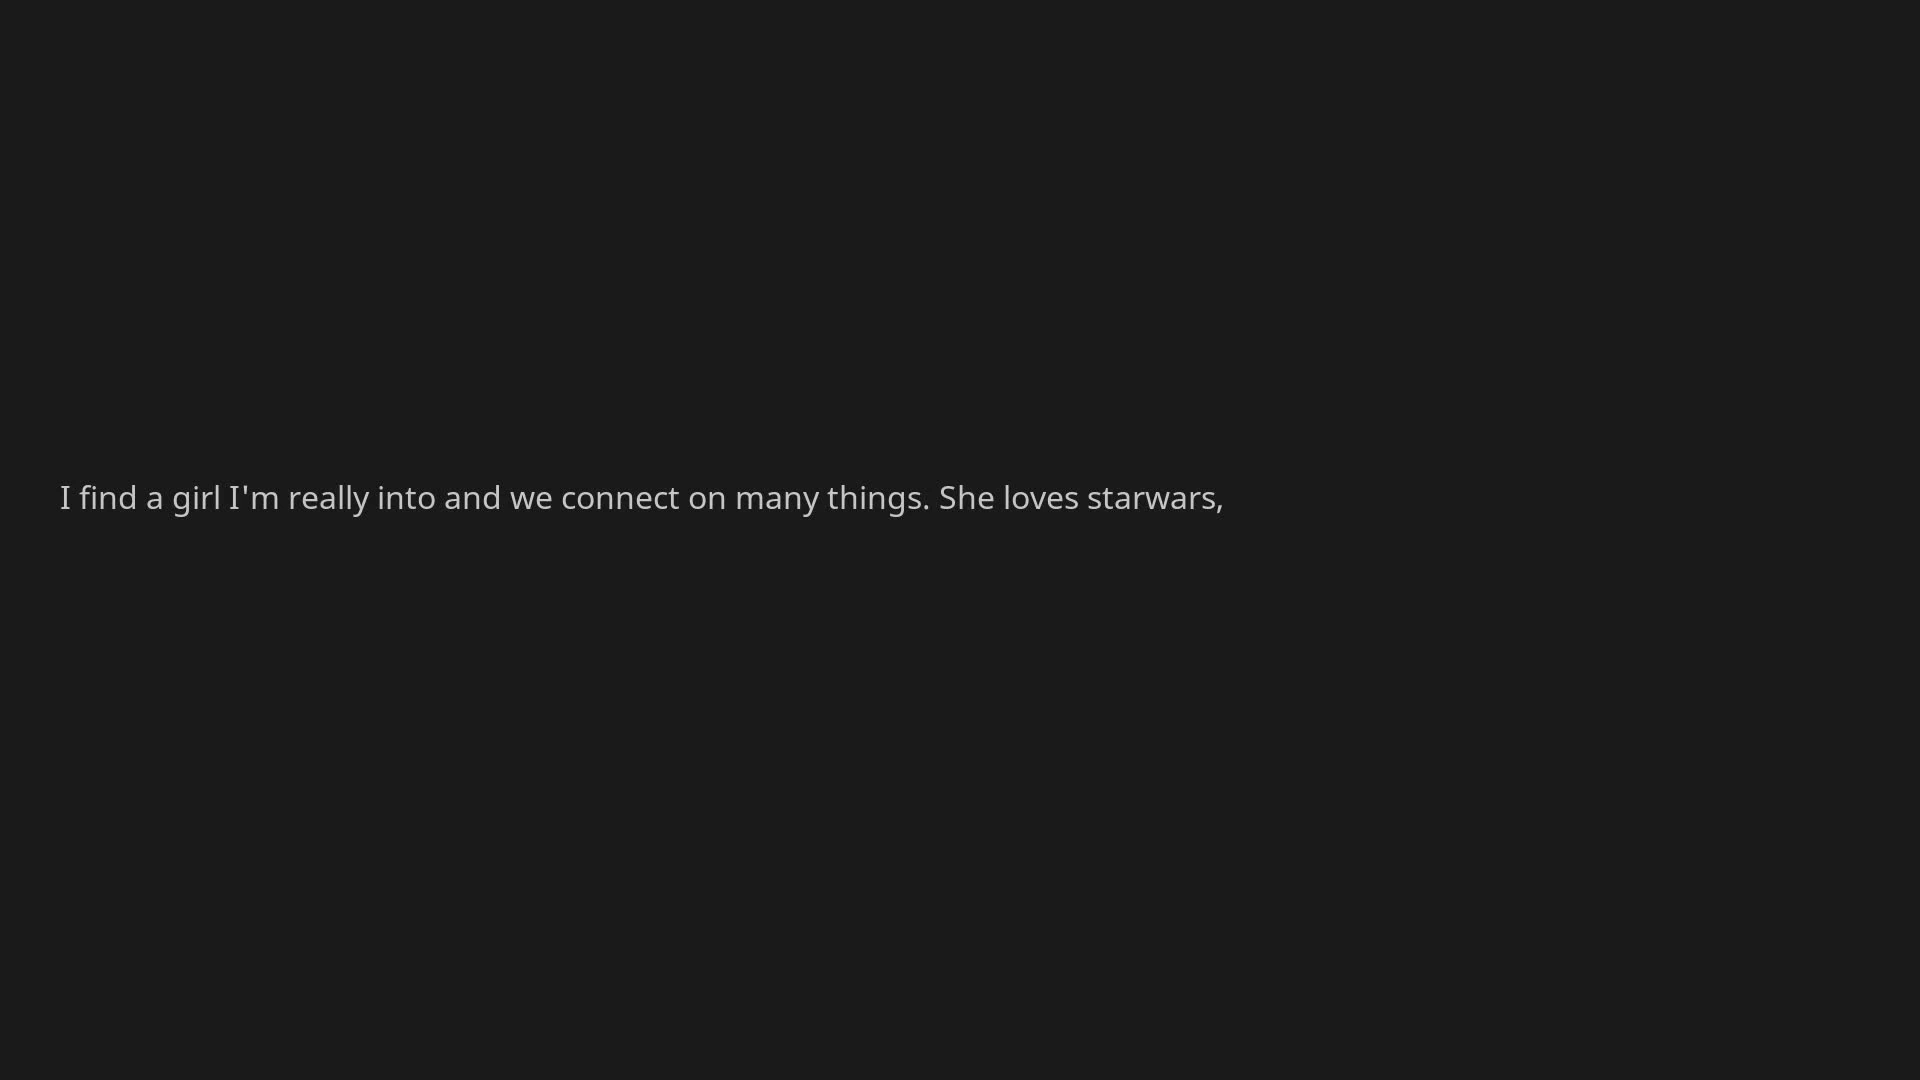 I find a girl I'm really into and we connect on many things. She loves starwars,